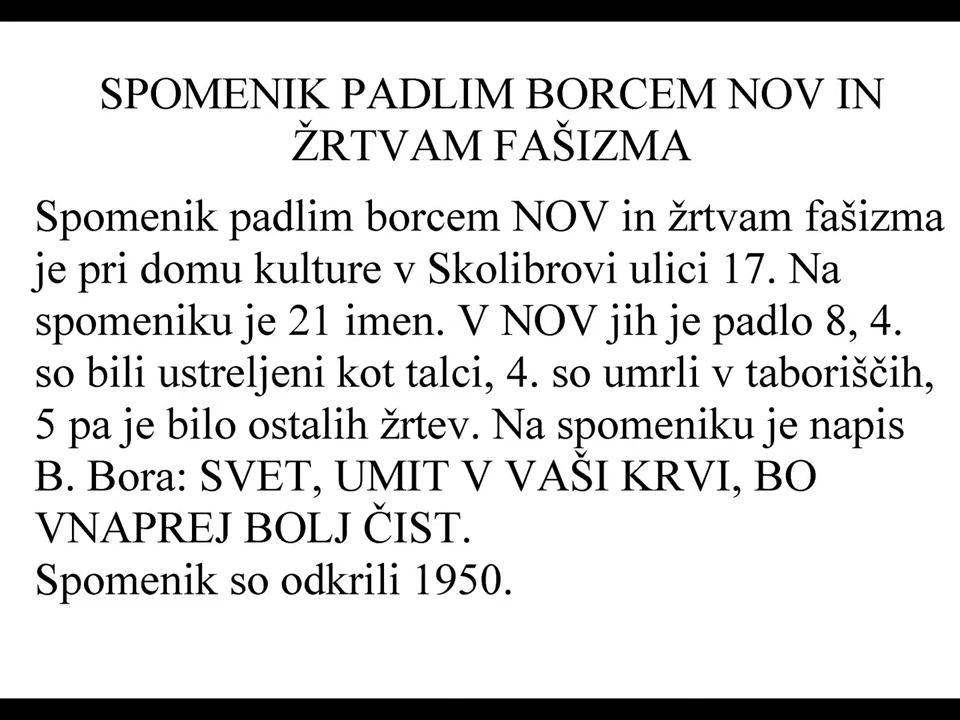 SPOMENIK PADLIM BORCEM NOV IN
ŽRTVAM FAŠIZMA
Spomenik padlim borcem NOV in žrtvam fašizma
je pri domu kulture v Skolibrovi ulici 17. Na
spomeniku je 21 imen. V NOV jih je padlo 8, 4.
so bili ustreljeni kot talci, 4. so umrli v taboriščih,
5 pa je bilo ostalih žrtev. Na spomeniku je napis
B. Bora: SVET, UMIT V VAŠI KRVI, BO
VNAPREJ BOLJ ČIST.
Spomenik so odkrili 1950.